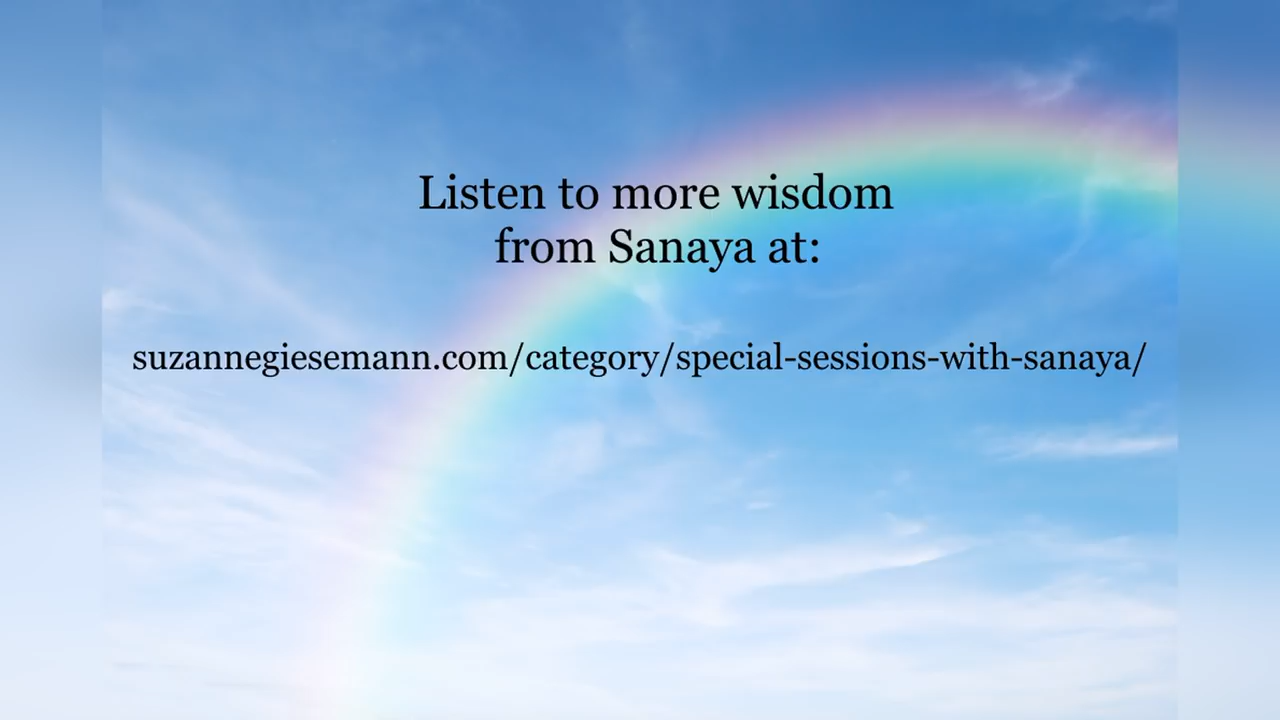 Listen to more wisdom
from Sanaya at:
suzannegiesemann.com/category/special-sessions-with-sanaya/